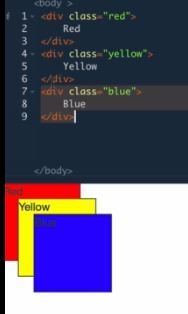 <body >
1 <div class="red">
2 Red
3 </div>
4 <div class="yellow">
5 Yellow
6 </div>
7 <div class="blue">
8 Blue
9 </div>
</body>
Red
Yellow
Blue